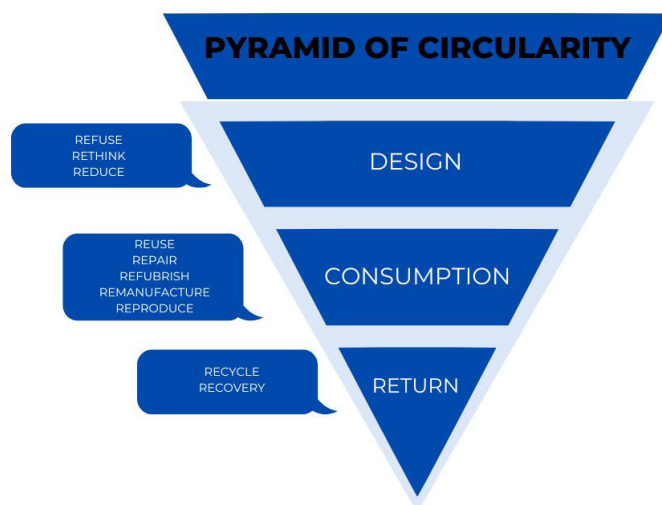 PYRAMID OF CIRCULARITY
REFUSE
RETHINK
REDUCE
DESIGN
REUSE
REPAIR
REFUBRISH
REMANUFACTURE
REPRODUCE
CONSUMPTION
RECYCLE
RECOVERY
RETURN